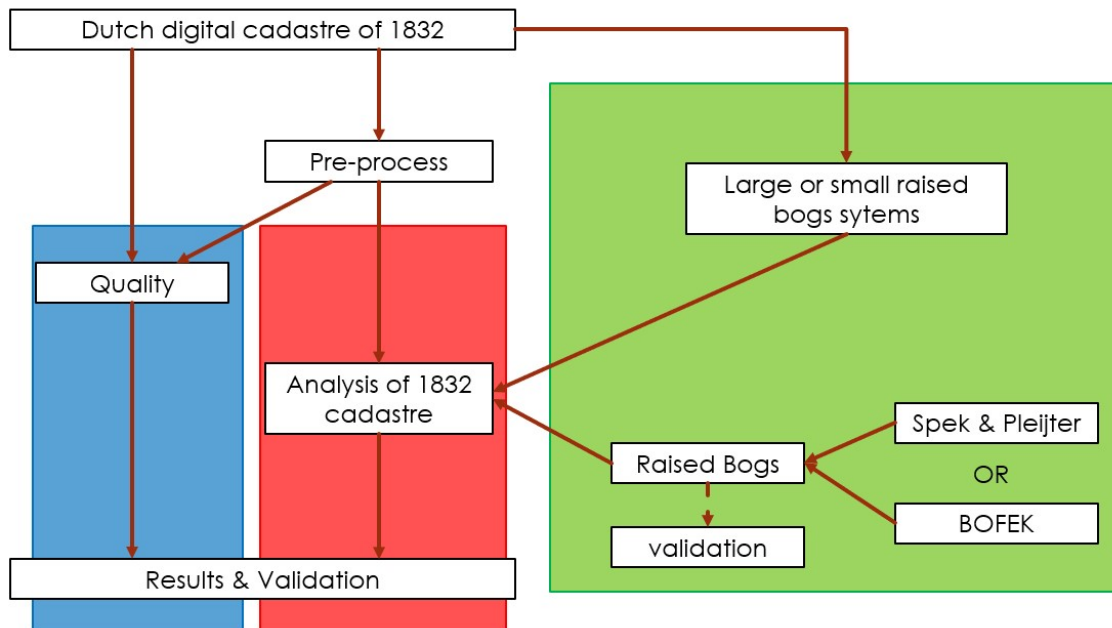 Dutch digital cadastre of 1832
Pre-process
Large or small raised
bogs sytems
Quality
Analysis of 1832
cadastre
Spek & Pleijter
Raised Bogs
OR
BOFEK
validation
Results & Validation